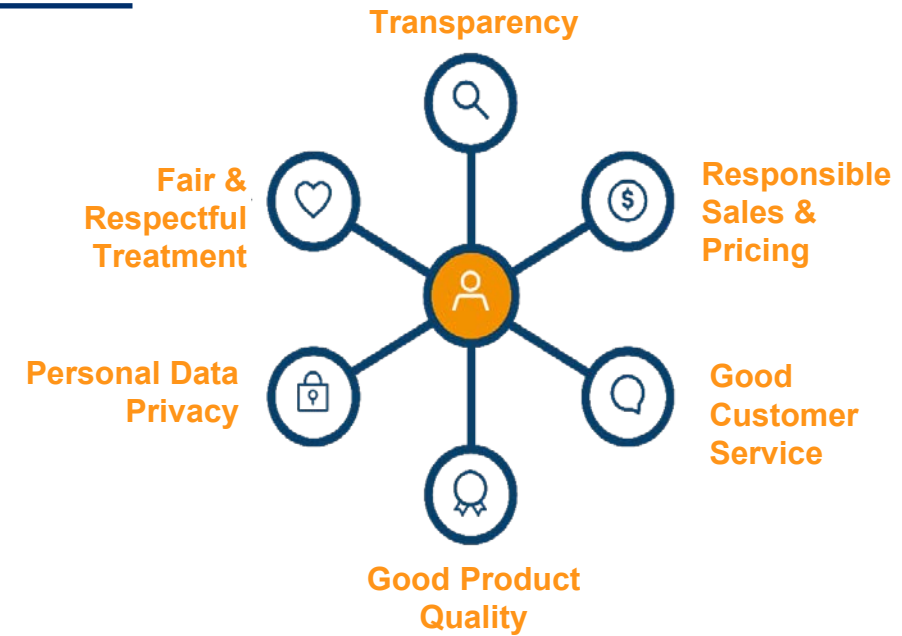 Transparency
Fair &
Respectful
Treatment
$
Responsible
Sales &
Pricing
Personal Data
Privacy
Good
Customer
Service
Good Product
Quality